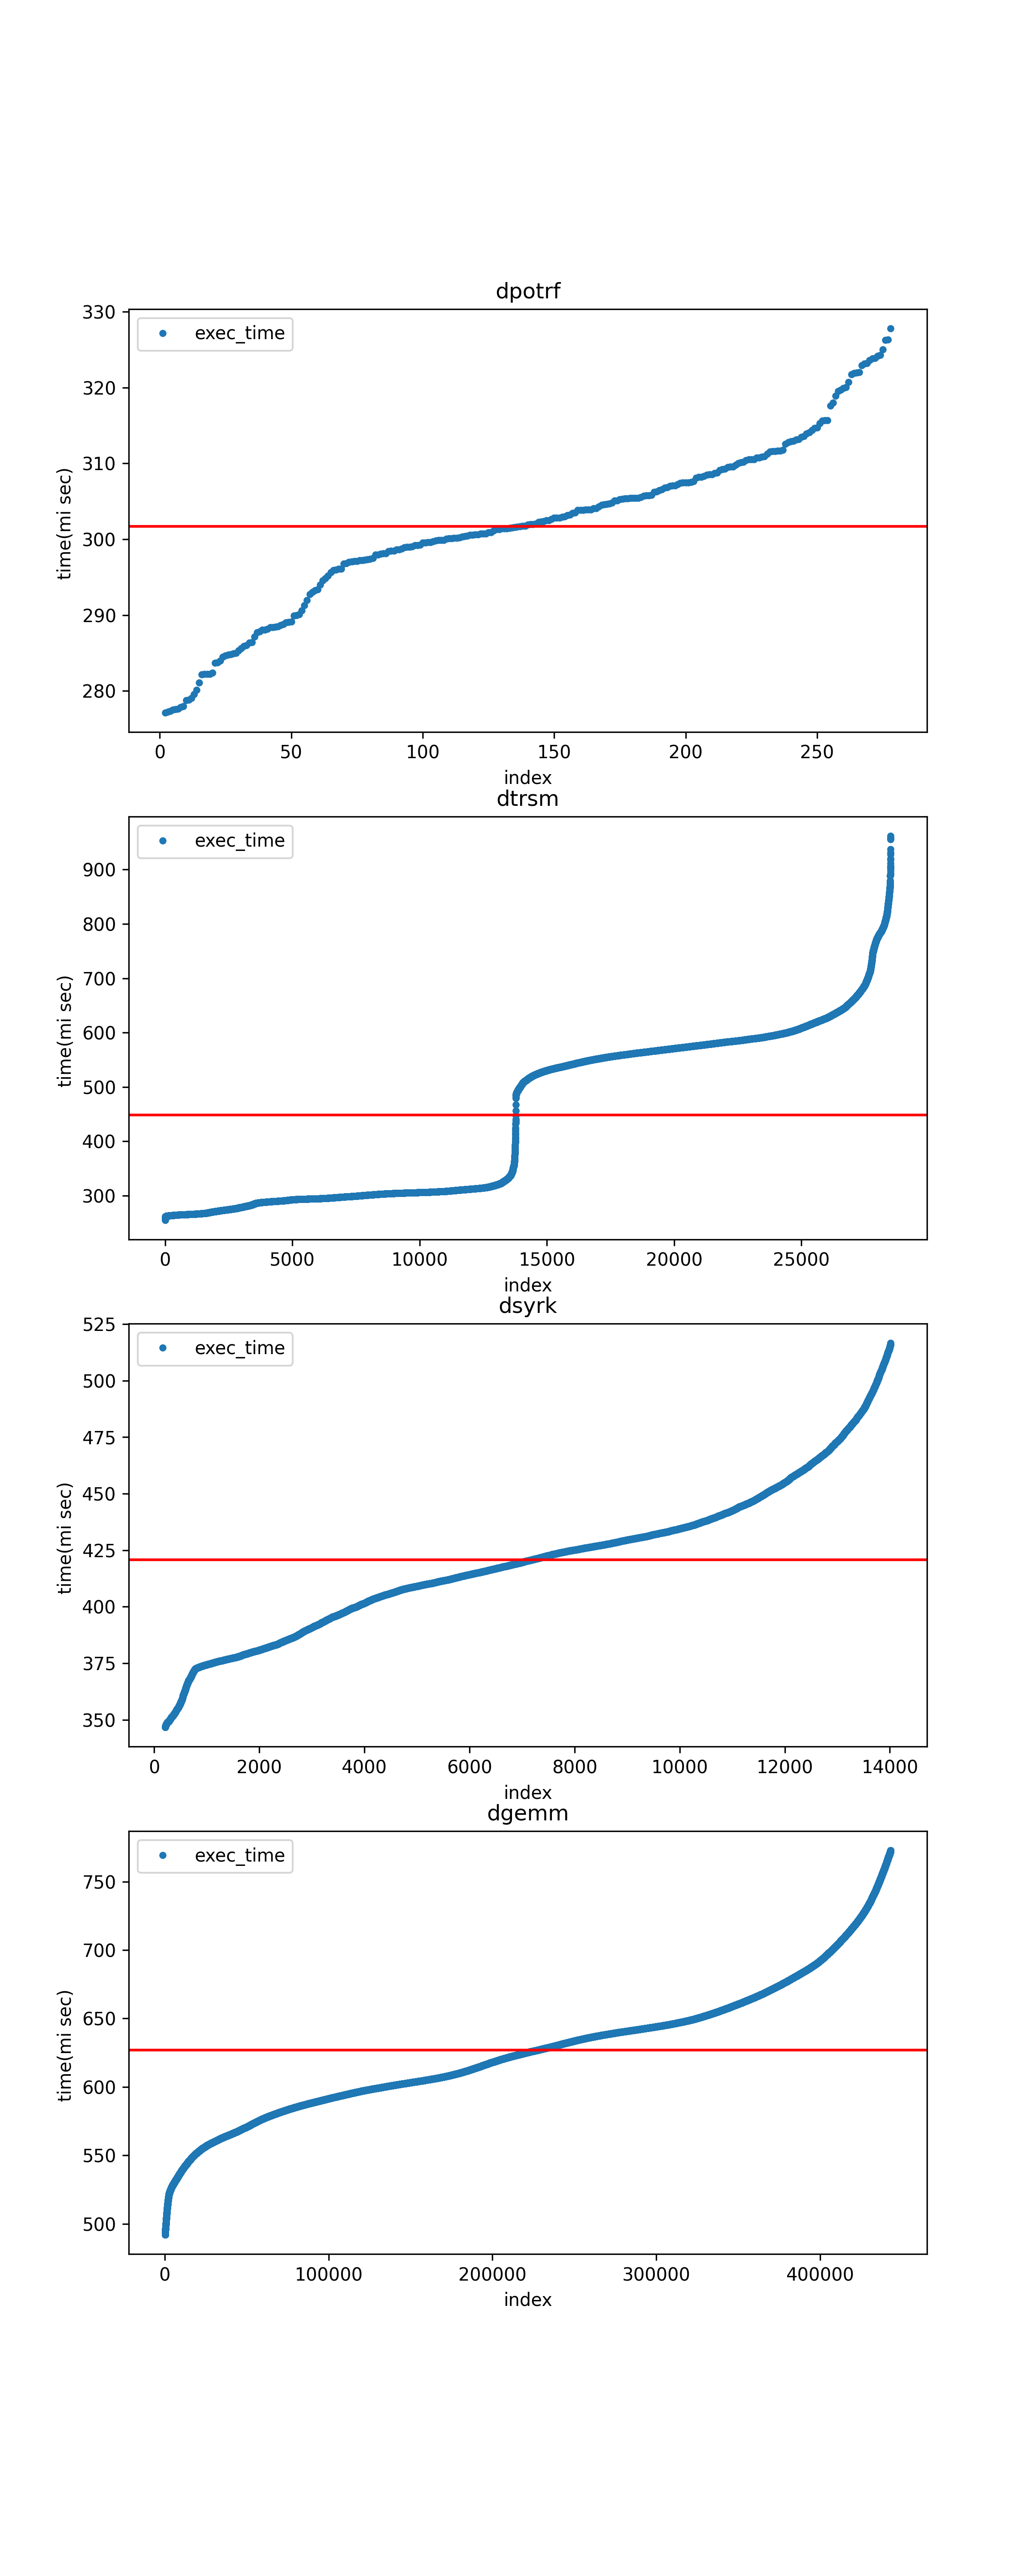 dpotrf
330
exec_time
320
310
time(mi sec)
300
290
280
0 50 100 150 200 250
index
dtrsm
exec_time
900
800
700
time(mi sec)
600
500
400
300
0 5000 10000 15000 20000 25000
index
dsyrk
525
exec_time
500
475
450
time(mi sec)
425
400
375
350
0 2000 4000 6000 8000 10000 12000 14000
index
dgemm
exec_time
750
700
650
time(mi sec)
600
550
500
0 100000 200000 300000 400000
index